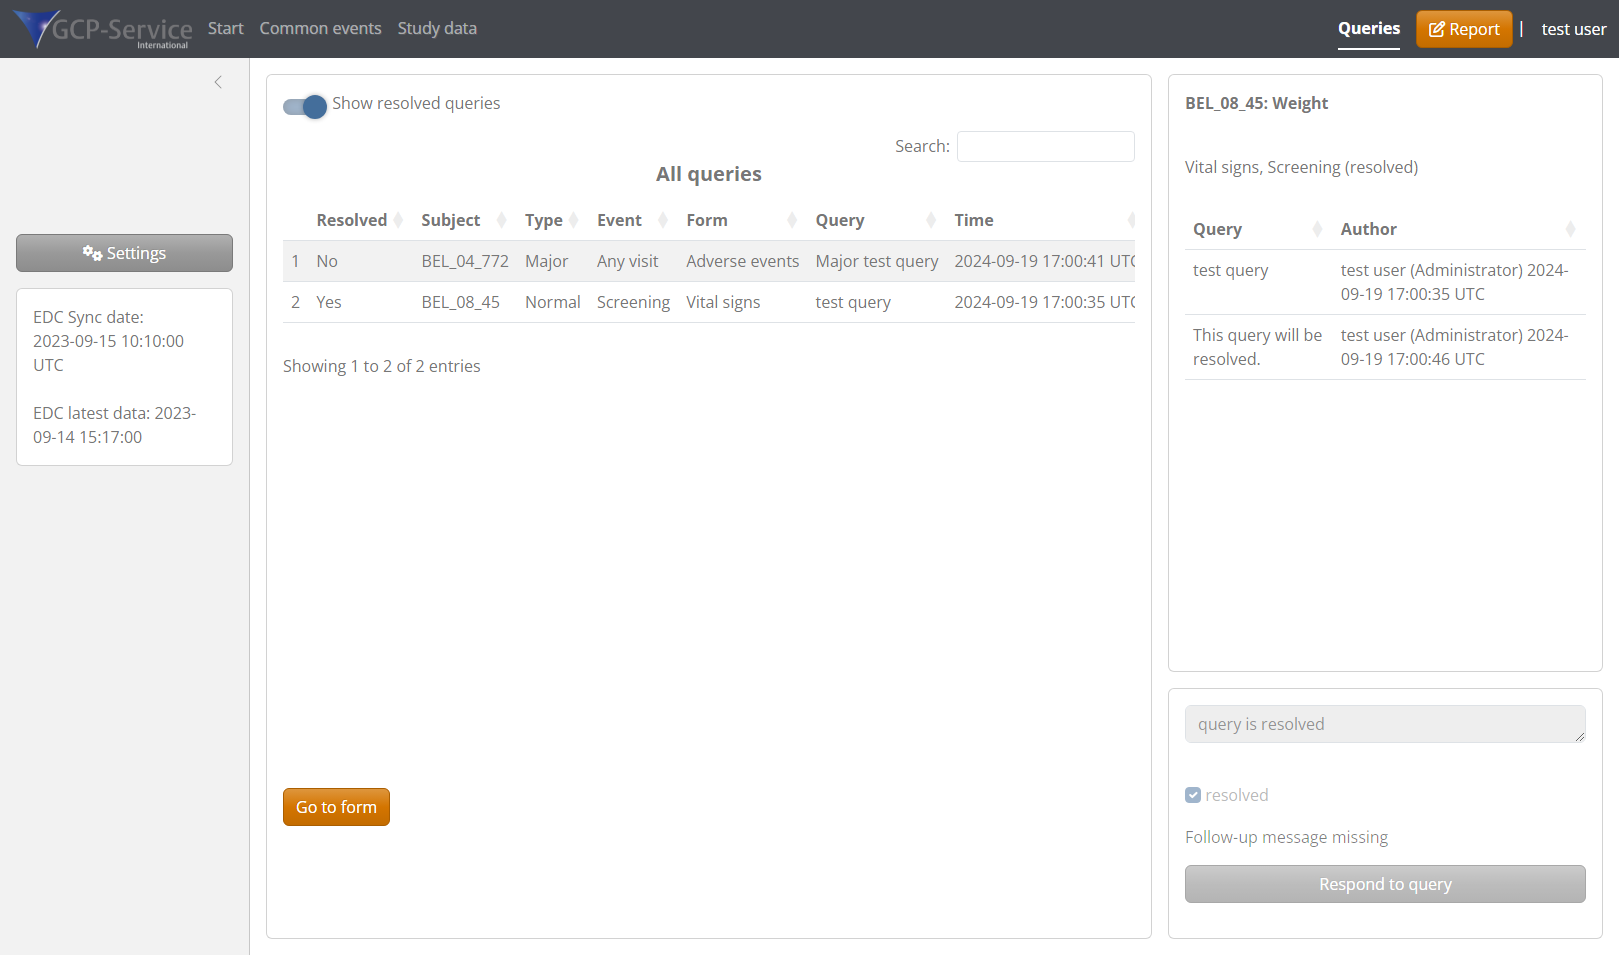 GCP-Service
International
Start Common events Study data
Queries Report | test user
Settings
EDC Sync date:
2023-09-15 10:10:00
UTC
EDC latest data: 2023-
09-14 15:17:00
Show resolved queries
Search:
All queries
Resolved Subject Type Event Form Query Time
1 No BEL_04_772 Major Any visit Adverse events Major test query 2024-09-19 17:00:41 UTC
2 Yes BEL_08_45 Normal Screening Vital signs test query 2024-09-19 17:00:35 UTC
Showing 1 to 2 of 2 entries
Go to form
BEL_08_45: Weight
Vital signs, Screening (resolved)
Query Author
test query test user (Administrator) 2024-
09-19 17:00:35 UTC
This query will be test user (Administrator) 2024-
resolved. 09-19 17:00:46 UTC
query is resolved
resolved
Follow-up message missing
Respond to query